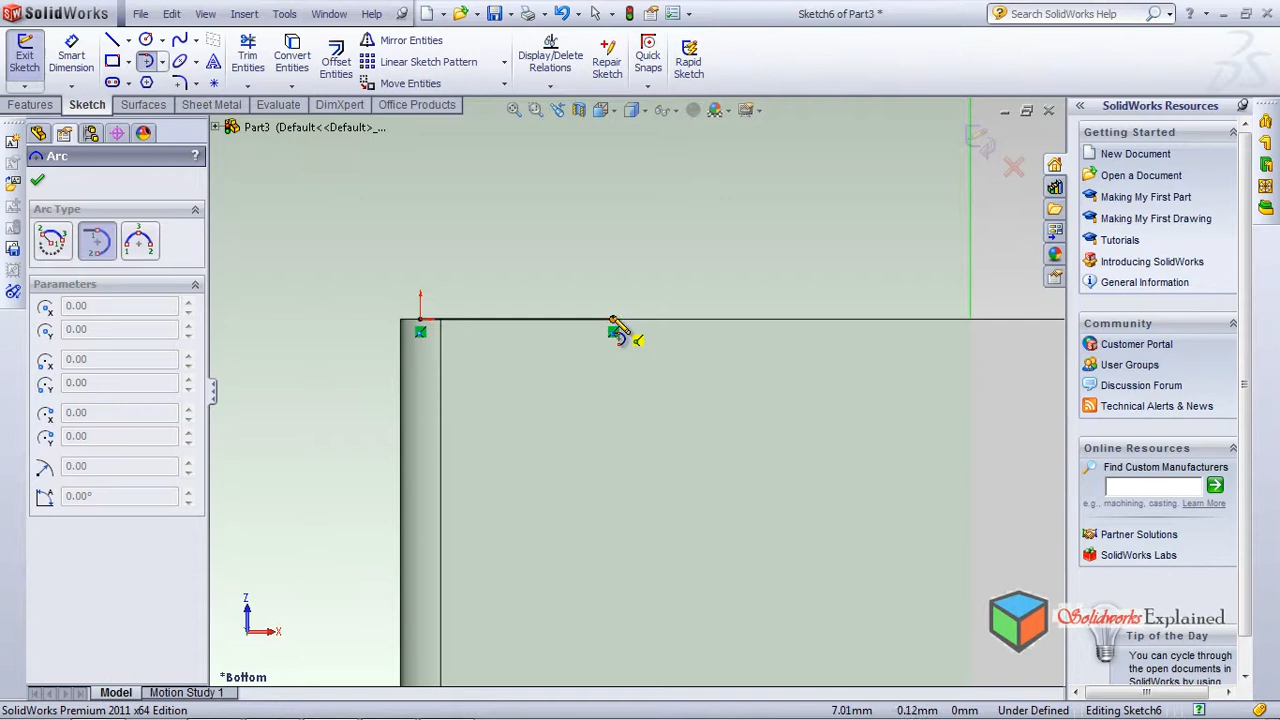 SolidWorks
File Edit View Insert Tools Window Help
Sketch6 of Part3 *
Search SolidWorks Help
Exit Sketch
Smart Dimension
Trim Entities
Convert Entities
Offset Entities
Mirror Entities
Linear Sketch Pattern
Move Entities
Display/Delete Relations
Repair Sketch
Quick Snaps
Rapid Sketch
Features Sketch Surfaces Sheet Metal Evaluate DimXpert Office Products
Part3 (Default<<Default>_...
Arc ?
Arc Type
Parameters
0.00
0.00
0.00
0.00
0.00
0.00
0.00
0.00°
Z
X
*Bottom
SolidWorks Resources
Getting Started
New Document
Open a Document
Making My First Part
Making My First Drawing
Tutorials
Introducing SolidWorks
General Information
Community
Customer Portal
User Groups
Discussion Forum
Technical Alerts & News
Online Resources
Find Custom Manufacturers
e.g., machining, casting. Learn More
Partner Solutions
SolidWorks Labs
Solidworks Explained
Tip of the Day
You can cycle through
the open documents in
SolidWorks by using
Model Motion Study 1
SolidWorks Premium 2011 x64 Edition
7.01mm 0.12mm 0mm Under Defined Editing Sketch6